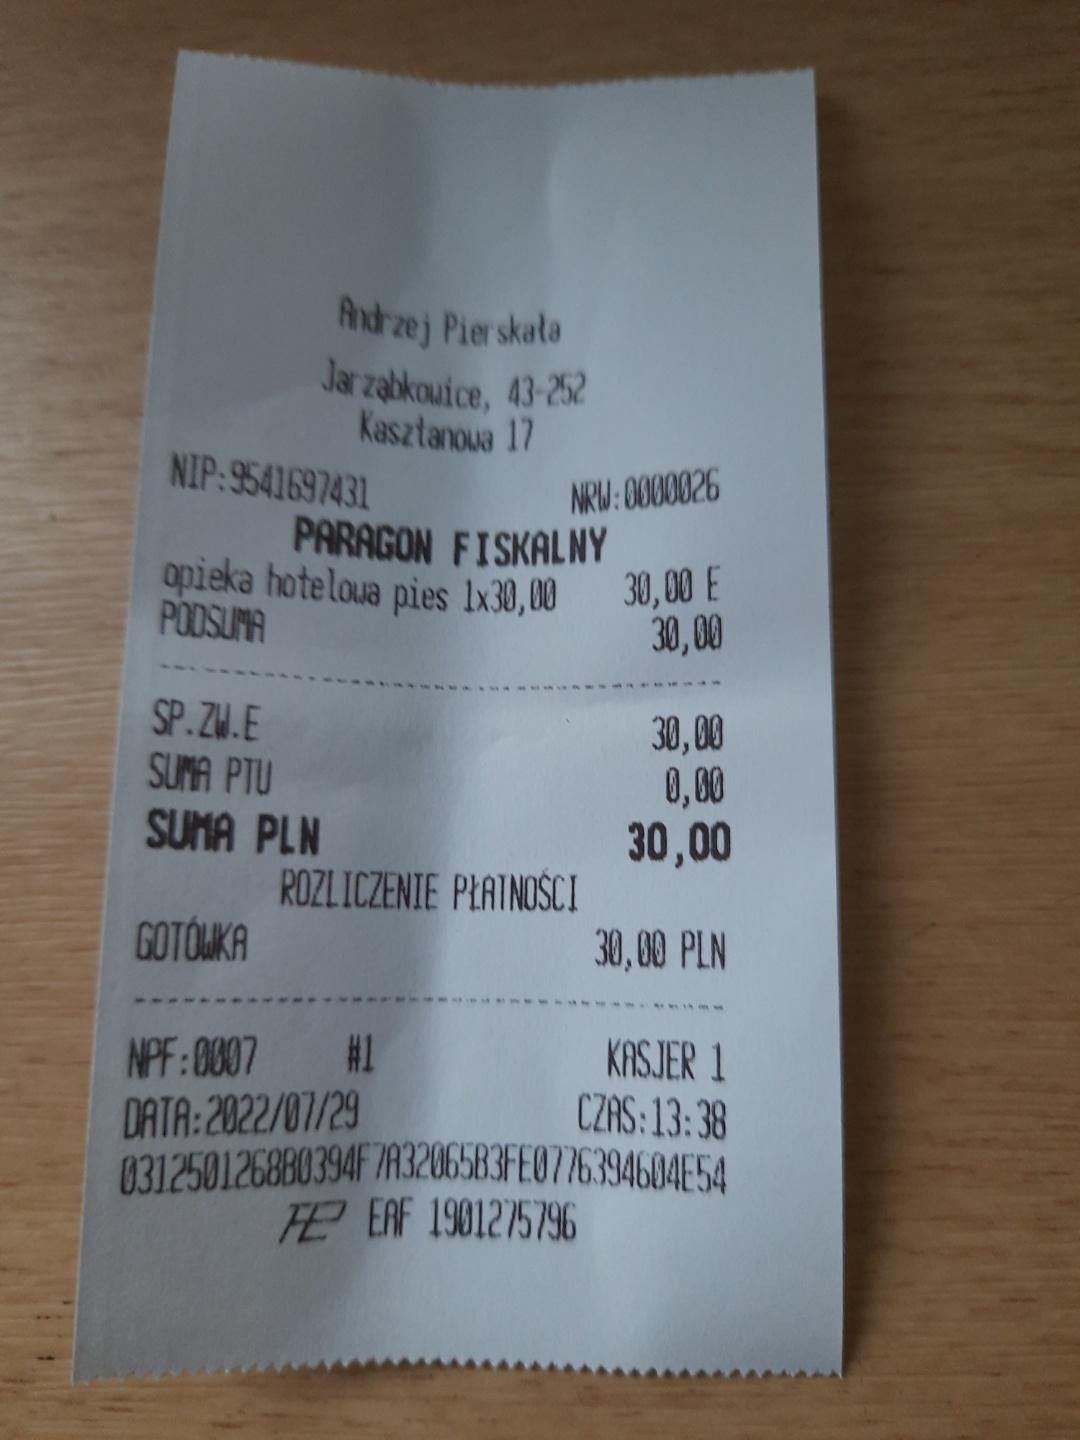 Andrzej Pierskała
Jarząbkowice, 43-252
Kasztanowa 17
NIP:9541697431 NRW:0000026
PARAGON FISKALNY
opieka hotelowa pies 1x30,00 30,00 E
PODSUMA 30,00
SP.ZW.E 30,00
SUMA PTU 0,00
SUMA PLN 30,00
ROZLICZENIE PŁATNOŚCI
GOTÓWKA 30,00 PLN
NPF:0007 #1 KASJER 1
DATA:2022/07/29 CZAS:13:38
0312501268B0394F7A32065B3FE0776394604E54
EAF 1901275796